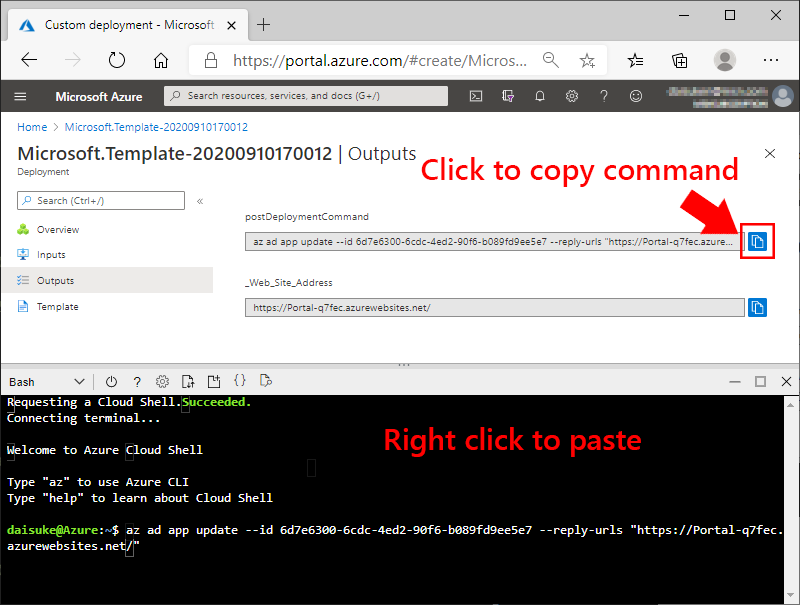 Custom deployment - Microsoft
https://portal.azure.com/#create/Micros...
Microsoft Azure
Search resources, services, and docs (G+/)
Home > Microsoft.Template-20200910170012
Microsoft.Template-20200910170012 | Outputs
Deployment
Click to copy command
Search (Ctrl+/)
«
Overview
Inputs
Outputs
Template
postDeploymentCommand
az ad app update --id 6d7e6300-6cdc-4ed2-90f6-b089fd9ee5e7 --reply-urls "https://Portal-q7fec.azure...
_Web_Site_Address
https://Portal-q7fec.azurewebsites.net/
Bash
Requesting a Cloud Shell.Succeeded.
Connecting terminal...
Welcome to Azure Cloud Shell
Right click to paste
Type "az" to use Azure CLI
Type "help" to learn about Cloud Shell
daisuke@Azure:~$ az ad app update --id 6d7e6300-6cdc-4ed2-90f6-b089fd9ee5e7 --reply-urls "https://Portal-q7fec.
azurewebsites.net/"